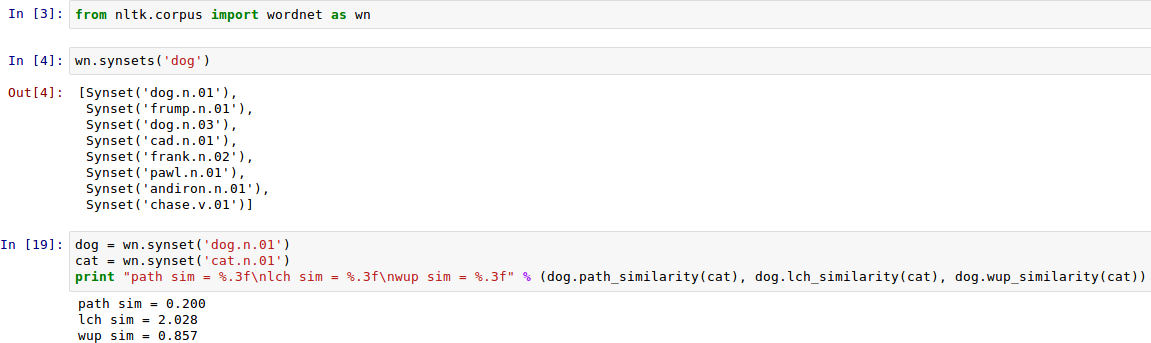 In [3]: from nltk.corpus import wordnet as wn
In [4]: wn.synsets('dog')
Out[4]: [Synset('dog.n.01'),
 Synset('frump.n.01'),
 Synset('dog.n.03'),
 Synset('cad.n.01'),
 Synset('frank.n.02'),
 Synset('pawl.n.01'),
 Synset('andiron.n.01'),
 Synset('chase.v.01')]
In [19]: dog = wn.synset('dog.n.01')
cat = wn.synset('cat.n.01')
print "path sim = %.3f\nlch sim = %.3f\nwup sim = %.3f" % (dog.path_similarity(cat), dog.lch_similarity(cat), dog.wup_similarity(cat))
path sim = 0.200
lch sim = 2.028
wup sim = 0.857